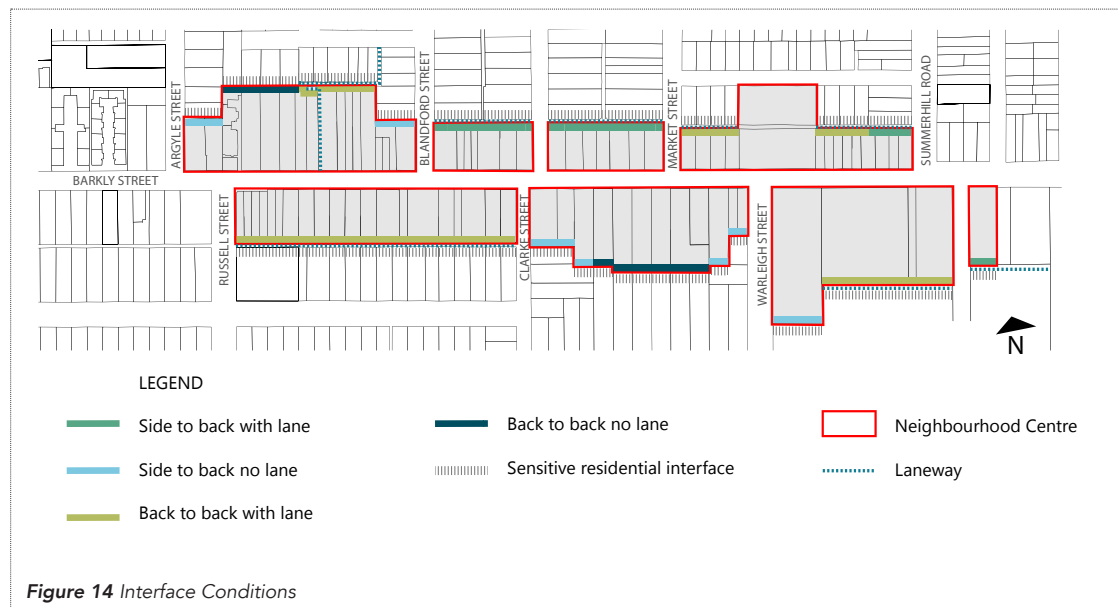 ARGYLE STREET
BLANDFORD STREET
MARKET STREET
SUMMERHILL ROAD
BARKLY STREET
RUSSELL STREET
CLARKE STREET
WARLEIGH STREET
N
LEGEND
Side to back with lane
Side to back no lane
Back to back with lane
Back to back no lane
Sensitive residential interface
Neighbourhood Centre
Laneway
Figure 14 Interface Conditions